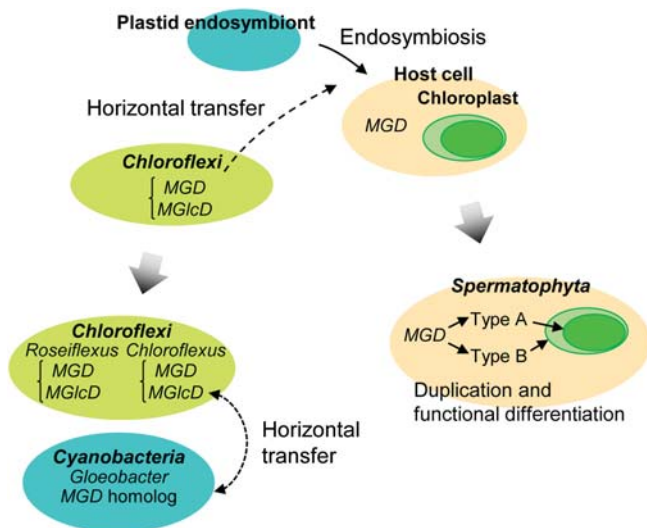 Plastid endosymbiont
Endosymbiosis
Host cell
Chloroplast
MGD
Horizontal transfer
Chloroflexi
MGD
MGlcD
Spermatophyta
MGD
Type A
Type B
Duplication and
functional differentiation
Chloroflexi
Roseiflexus Chloroflexus
MGD MGD
MGlcD MGlcD
Horizontal
transfer
Cyanobacteria
Gloeobacter
MGD homolog